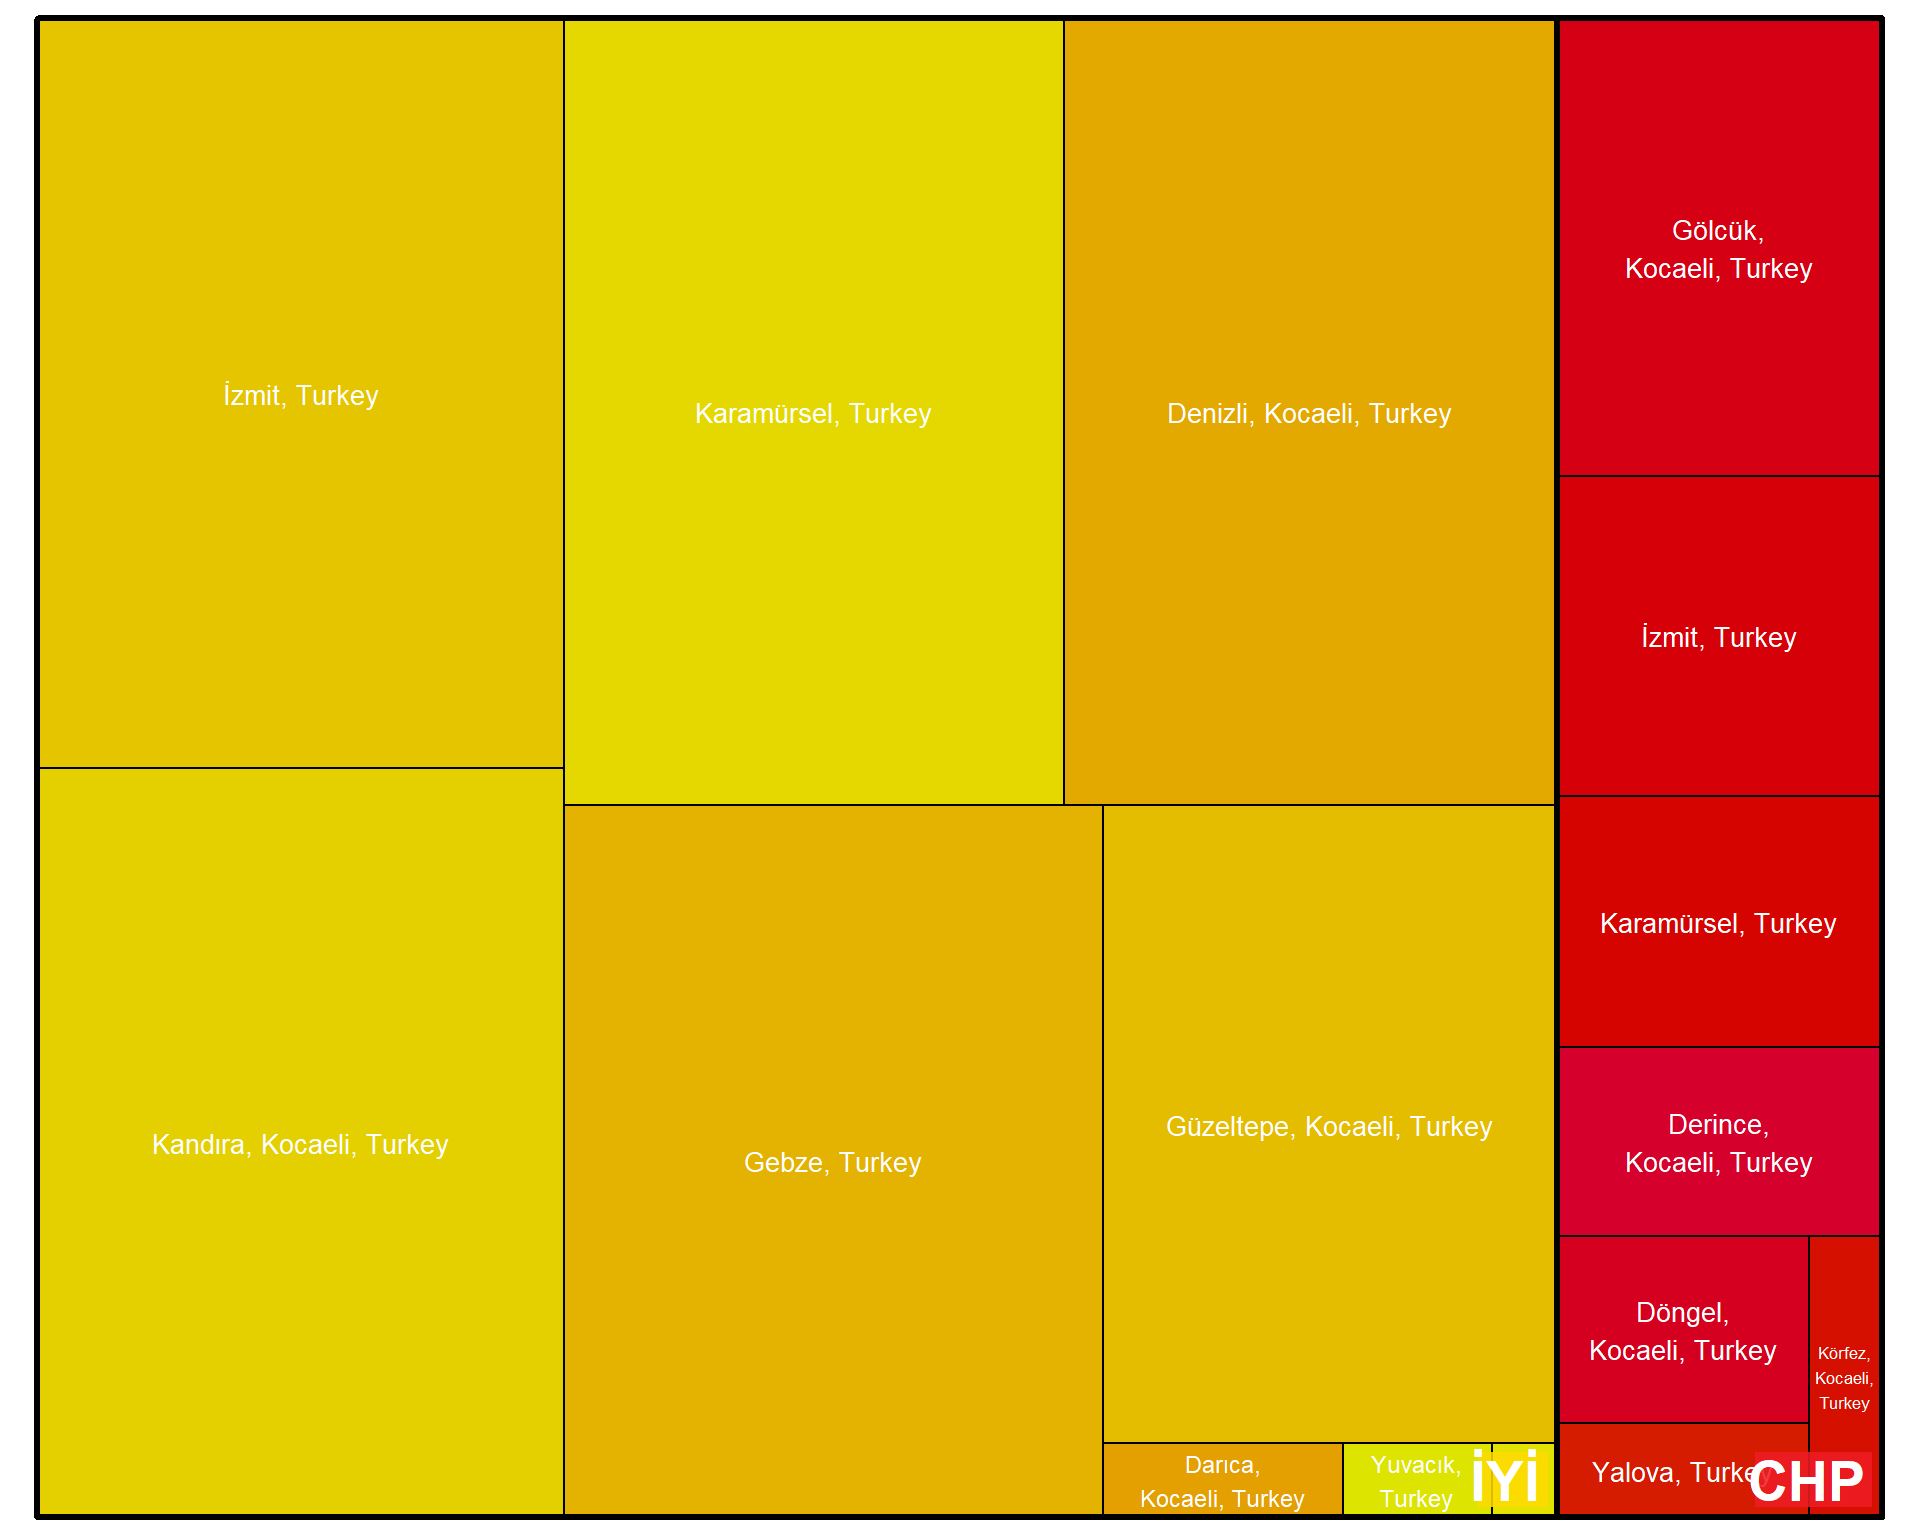 İzmit, Turkey
Karamürsel, Turkey
Denizli, Kocaeli, Turkey
Kandıra, Kocaeli, Turkey
Gebze, Turkey
Güzeltepe, Kocaeli, Turkey
Darıca,
Kocaeli, Turkey
Yuvacık,
Turkey
İYİ
Gölcük,
Kocaeli, Turkey
İzmit, Turkey
Karamürsel, Turkey
Derince,
Kocaeli, Turkey
Döngel,
Kocaeli, Turkey
Körfez,
Kocaeli,
Turkey
Yalova, Turkey
CHP